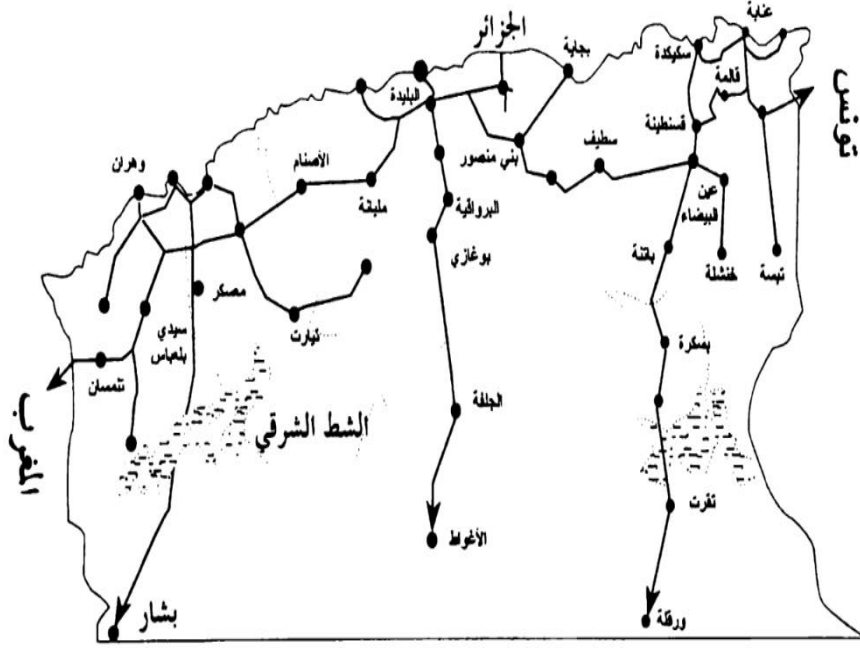 عنابة
الجزائر
سكيكدة
بجاية
قالمة
البليدة
تونس
قسنطينة
سطيف
بني منصور
الأصنام
وهران
مليانة
عين
البيضاء
البرواقية
بوغازي
باتنة
خنشلة
تبسة
معسكر
تيارت
سيدي
بلعباس
بسكرة
تلمسان
الجلفة
المغرب
الشط الشرقي
تقرت
الأغواط
بشار
ورقلة